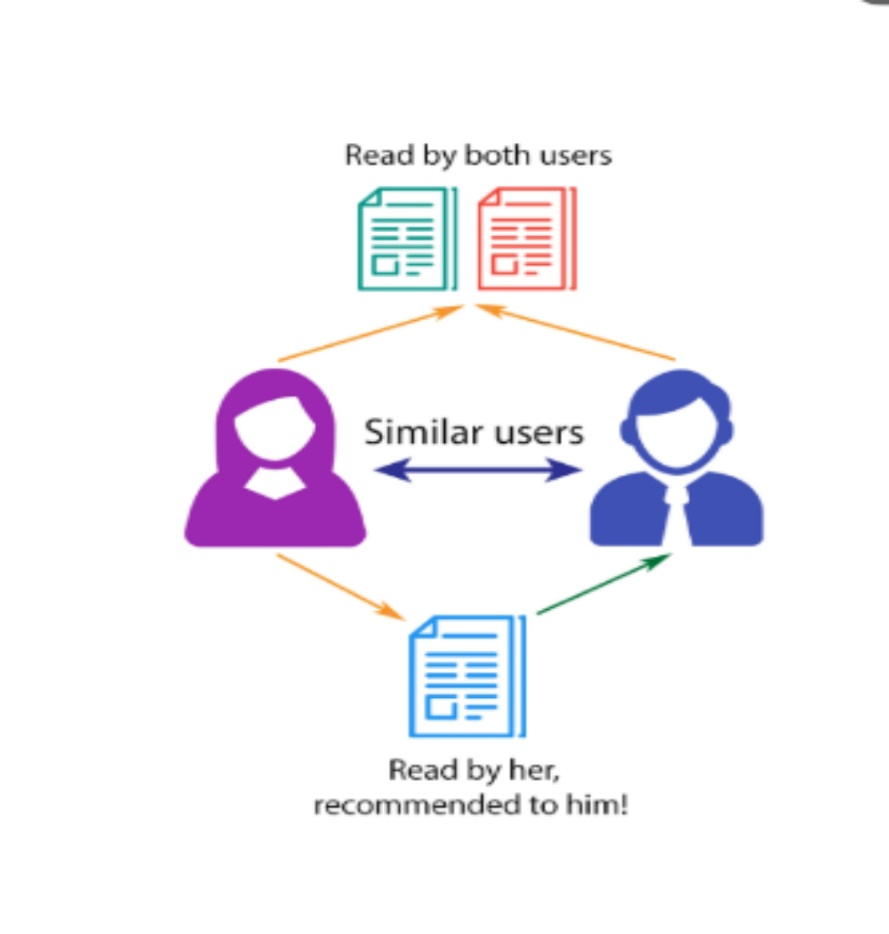 Read by both users
Similar users
Read by her,
recommended to him!